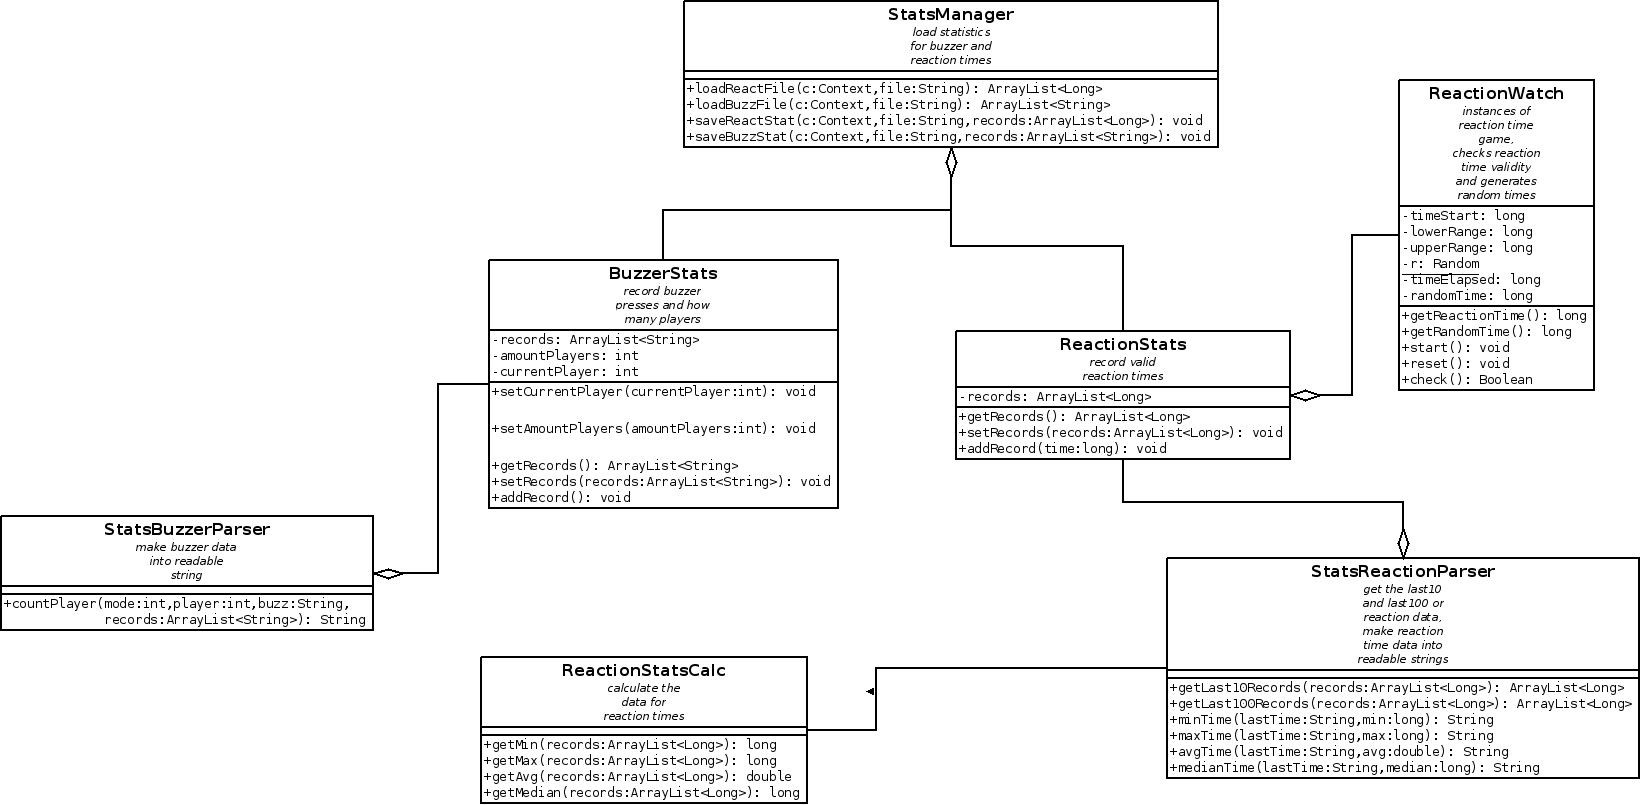 StatsManager
load statistics
for buzzer and
reaction times
+loadReactFile(c:Context,file:String): ArrayList<Long>
+loadBuzzFile(c:Context,file:String): ArrayList<String>
+saveReactStat(c:Context,file:String,records:ArrayList<Long>): void
+saveBuzzStat(c:Context,file:String,records:ArrayList<String>): void
ReactionWatch
instances of
reaction time
game,
checks reaction
time validity
and generates
random times
-timeStart: long
-lowerRange: long
-upperRange: long
-r: Random
-timeElapsed: long
-randomTime: long
+getReactionTime(): long
+getRandomTime(): long
+start(): void
+reset(): void
+check(): Boolean
BuzzerStats
record buzzer
presses and how
many players
-records: ArrayList<String>
-amountPlayers: int
-currentPlayer: int
+setCurrentPlayer(currentPlayer:int): void
+setAmountPlayers(amountPlayers:int): void
+getRecords(): ArrayList<String>
+setRecords(records:ArrayList<String>): void
+addRecord(): void
ReactionStats
record valid
reaction times
-records: ArrayList<Long>
+getRecords(): ArrayList<Long>
+setRecords(records:ArrayList<Long>): void
+addRecord(time:long): void
StatsBuzzerParser
make buzzer data
into readable
string
+countPlayer(mode:int,player:int,buzz:String,
records:ArrayList<String>): String
StatsReactionParser
get the last10
and last100 or
reaction data,
make reaction
time data into
readable strings
+getLast10Records(records:ArrayList<Long>): ArrayList<Long>
+getLast100Records(records:ArrayList<Long>): ArrayList<Long>
+minTime(lastTime:String,min:long): String
+maxTime(lastTime:String,max:long): String
+avgTime(lastTime:String,avg:double): String
+medianTime(lastTime:String,median:long): String
ReactionStatsCalc
calculate the
data for
reaction times
+getMin(records:ArrayList<Long>): long
+getMax(records:ArrayList<Long>): long
+getAvg(records:ArrayList<Long>): double
+getMedian(records:ArrayList<Long>): long